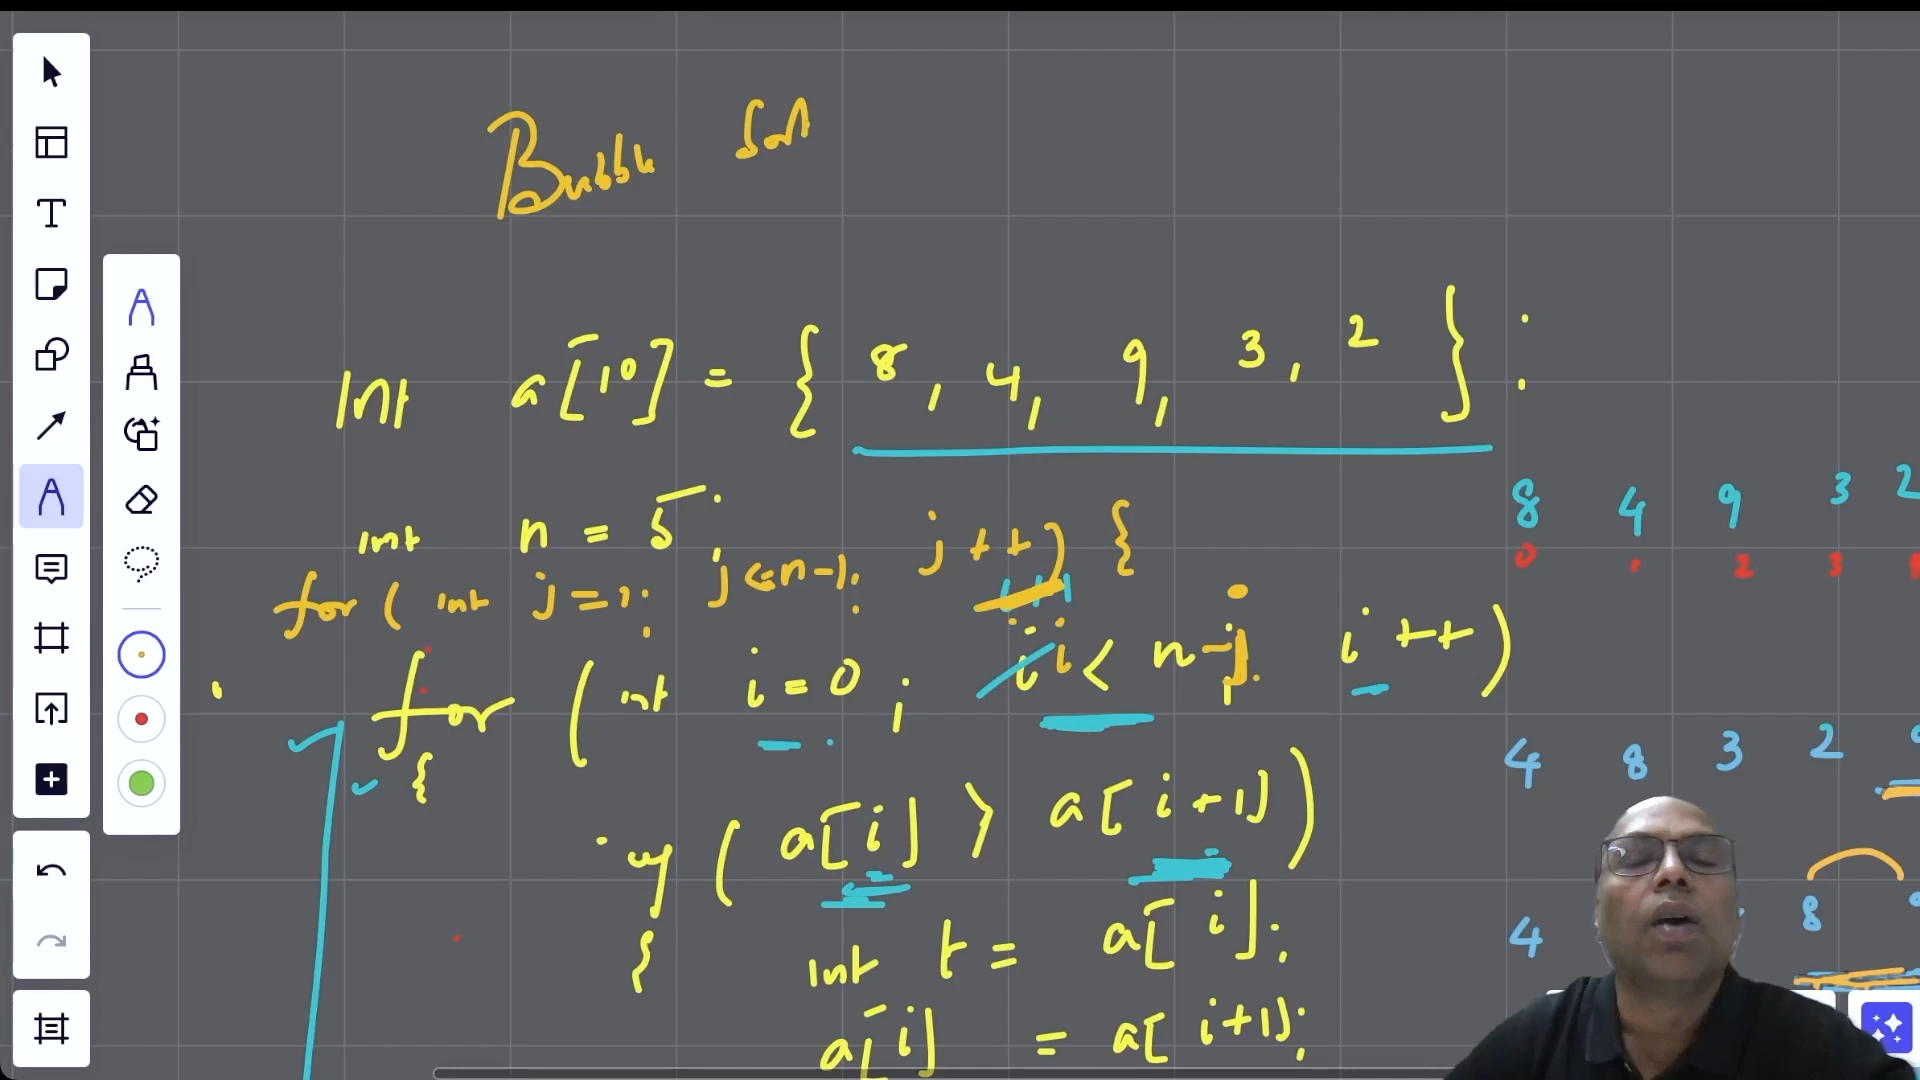 Bubble Sort
int a[10] = { 8, 4, 9, 3, 2 } ;
int n = 5;
for ( int j=1; j<=n-1; j++) {
for ( int i=0 ; i < n-j; i++)
{
if ( a[i] > a[i+1] )
{
int t = a[i];
a[i] = a[i+1];
8 4 9 3 2
0 1 2 3
4 8 3 2
4 8
T